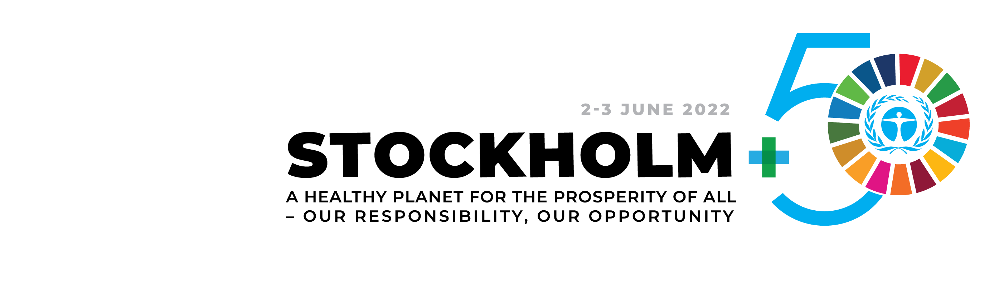 2-3 JUNE 2022
STOCKHOLM+50
A HEALTHY PLANET FOR THE PROSPERITY OF ALL
– OUR RESPONSIBILITY, OUR OPPORTUNITY